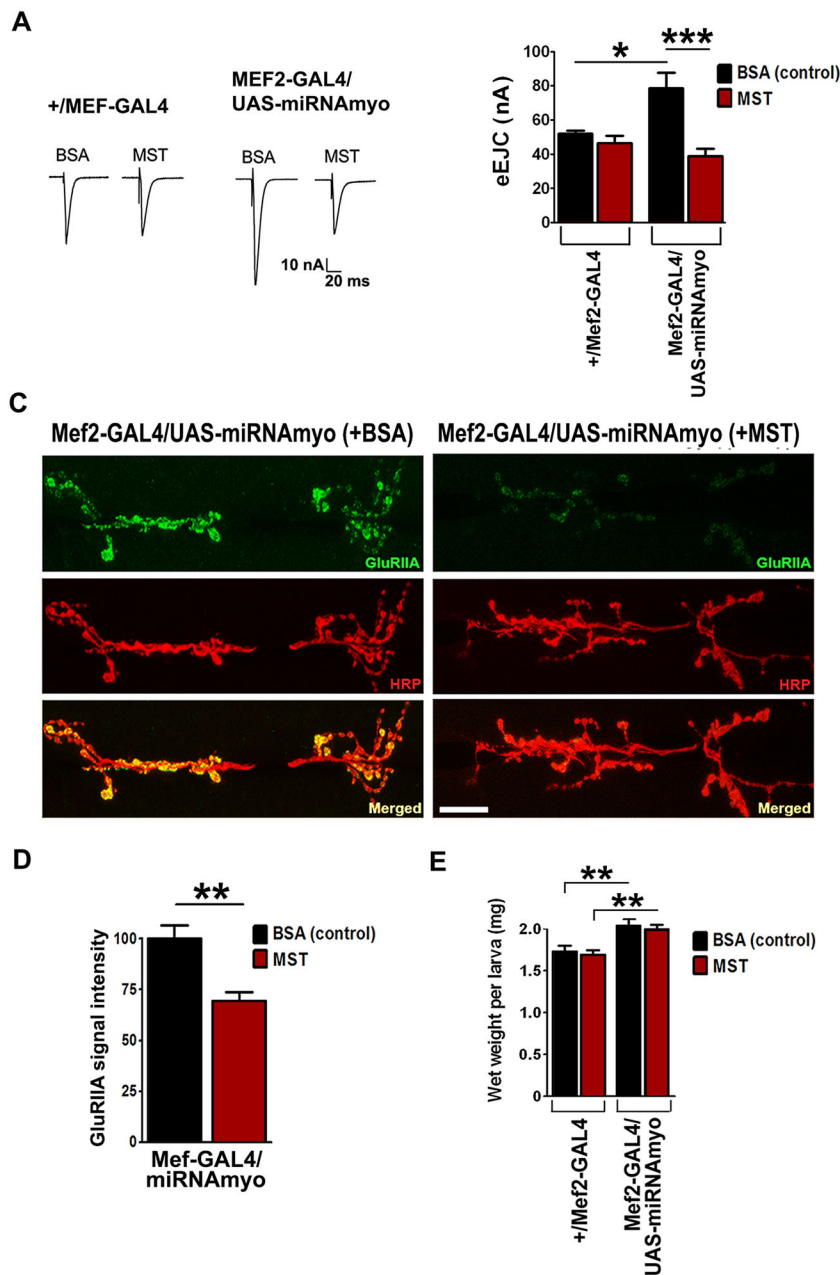 A
+/MEF-GAL4
MEF2-GAL4/
UAS-miRNAmyo
BSA
MST
BSA
MST
10 nA
20 ms
eEJC (nA)
100
80
60
40
20
0
*
***
BSA (control)
MST
+/Mef2-GAL4
Mef2-GAL4/
UAS-miRNAmyo
C
Mef2-GAL4/UAS-miRNAmyo (+BSA)
Mef2-GAL4/UAS-miRNAmyo (+MST)
GluRIIA
GluRIIA
HRP
HRP
Merged
Merged
D
**
GluRIIA signal intensity
100
75
50
25
0
BSA (control)
MST
Mef-GAL4/
miRNAmyo
E
**
**
Wet weight per larva (mg)
2.0
1.5
1.0
0.5
0
BSA (control)
MST
+/Mef2-GAL4
Mef2-GAL4/
UAS-miRNAmyo